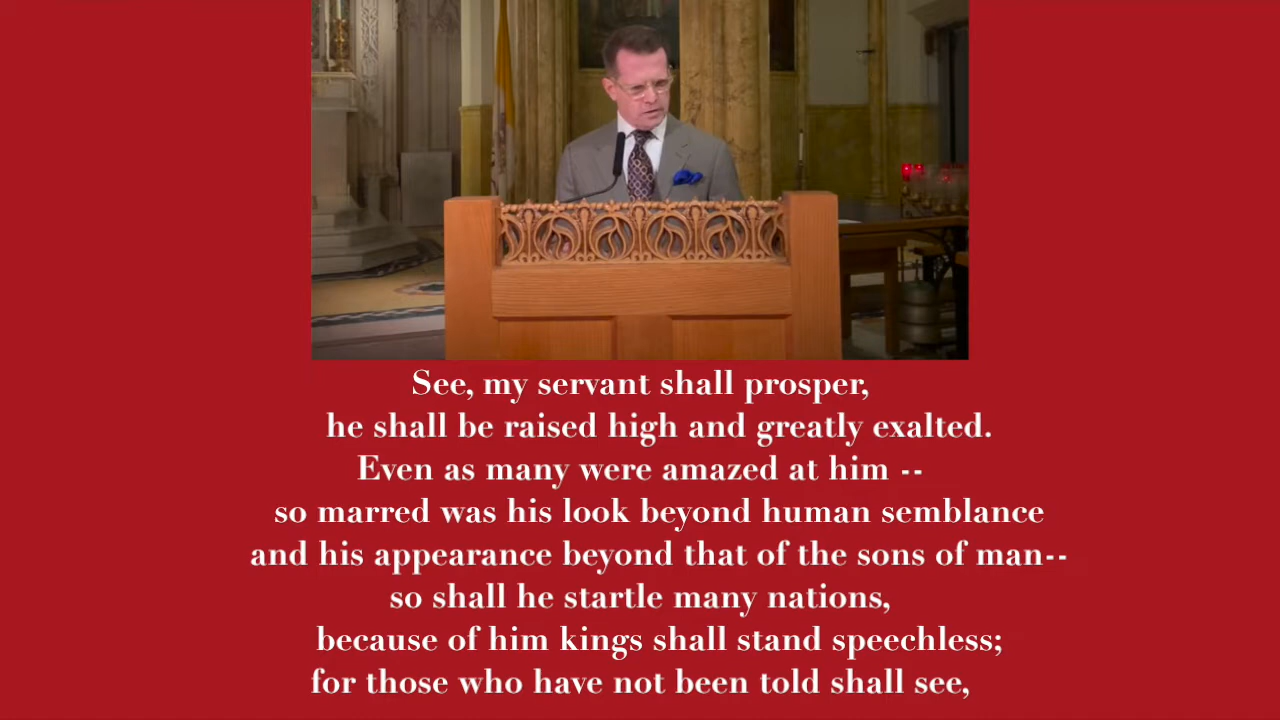 See, my servant shall prosper,
he shall be raised high and greatly exalted.
Even as many were amazed at him --
so marred was his look beyond human semblance
and his appearance beyond that of the sons of man--
so shall he startle many nations,
because of him kings shall stand speechless;
for those who have not been told shall see,